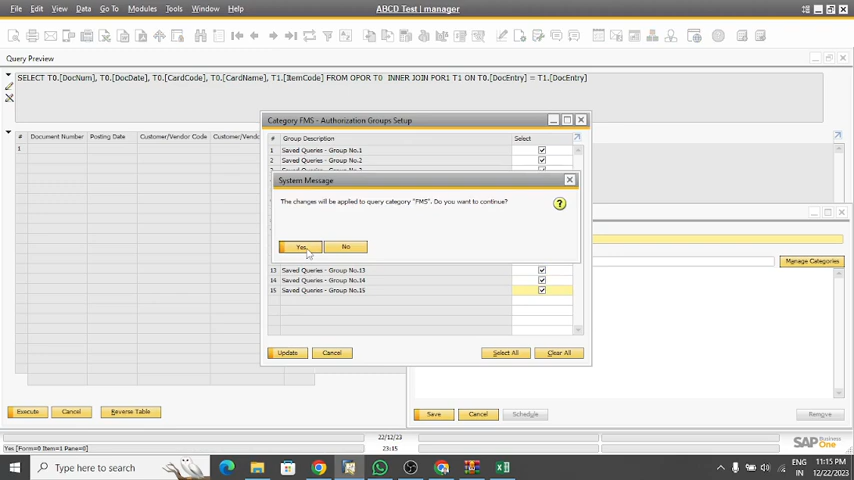 ABCD Test | manager
File Edit View Data Go To Modules Tools Window Help
Query Preview
SELECT T0.[DocNum], T0.[DocDate], T0.[CardCode], T0.[CardName], T1.[ItemCode] FROM OPOR T0 INNER JOIN POR1 T1 ON T0.[DocEntry] = T1.[DocEntry]
Category FMS - Authorization Groups Setup
# Document Number Posting Date Customer/Vendor Code Customer/Vend
1
# Group Description Select
1 Saved Queries - Group No.1
2 Saved Queries - Group No.2
System Message
The changes will be applied to query category "FMS". Do you want to continue?
Yes No
Manage Categories
13 Saved Queries - Group No.13
14 Saved Queries - Group No.14
15 Saved Queries - Group No.15
Update Cancel Select All Clear All
Execute Cancel Reverse Table
Save Cancel Schedule Remove
22/12/23
Yes [Form=0 Item=1 Pane=0] 23:15
SAP Business One
Type here to search
ENG IN
11:15 PM
12/22/2023